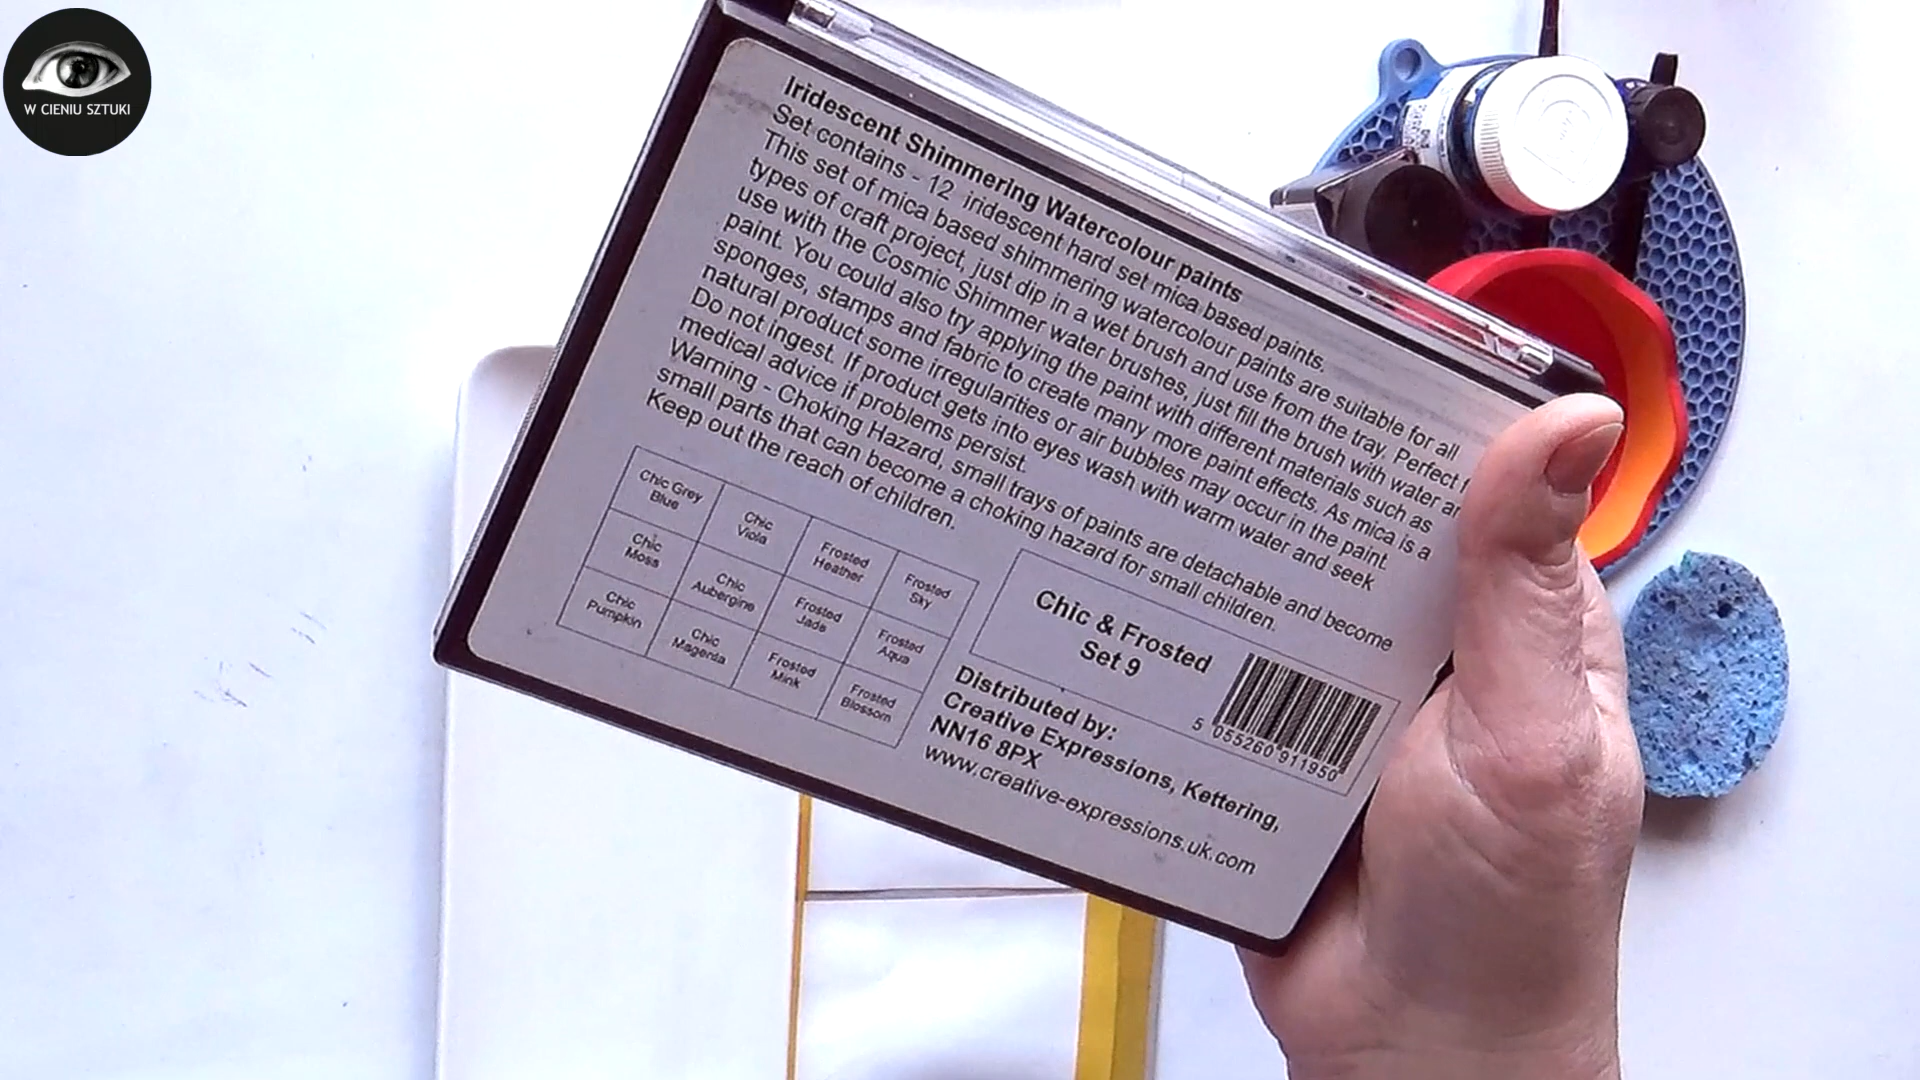 W CIENIU SZTUKI
Iridescent Shimmering Watercolour paints
Set contains - 12 iridescent hard set mica based paints.
This set of mica based shimmering watercolour paints are suitable for all
types of craft project, just dip in a wet brush and use from the tray. Perfect f
use with the Cosmic Shimmer water brushes, just fill the brush with water an
paint. You could also try applying the paint with different materials such as
sponges, stamps and fabric to create many more paint effects. As mica is a
natural product some irregularities or air bubbles may occur in the paint.
Do not ingest. If product gets into eyes wash with warm water and seek
medical advice if problems persist.
Warning - Choking Hazard, small trays of paints are detachable and become
small parts that can become a choking hazard for small children.
Keep out the reach of children.
Chic Grey Blue
Chic Viola
Frosted Heather
Frosted Sky
Chic Moss
Chic Aubergine
Frosted Jade
Frosted Aqua
Chic Pumpkin
Chic Magenta
Frosted Mink
Frosted Blossom
Chic & Frosted
Set 9
5 055260 911950
Distributed by:
Creative Expressions, Kettering,
NN16 8PX
www.creative-expressions.uk.com